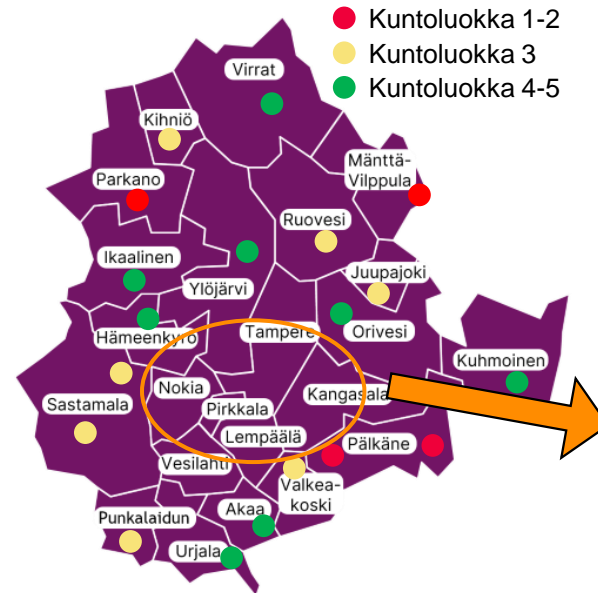 Kuntoluokka 1-2
Kuntoluokka 3
Kuntoluokka 4-5
Virrat
Kihniö
Mänttä-
Vilppula
Parkano
Ruovesi
Ikaalinen
Juupajoki
Ylöjärvi
Hämeenkyrö
Tampere
Orivesi
Kuhmoinen
Nokia
Kangasala
Sastamala
Pirkkala
Lempäälä
Pälkäne
Vesilahti
Valkea-
koski
Akaa
Punkalaidun
Urjala